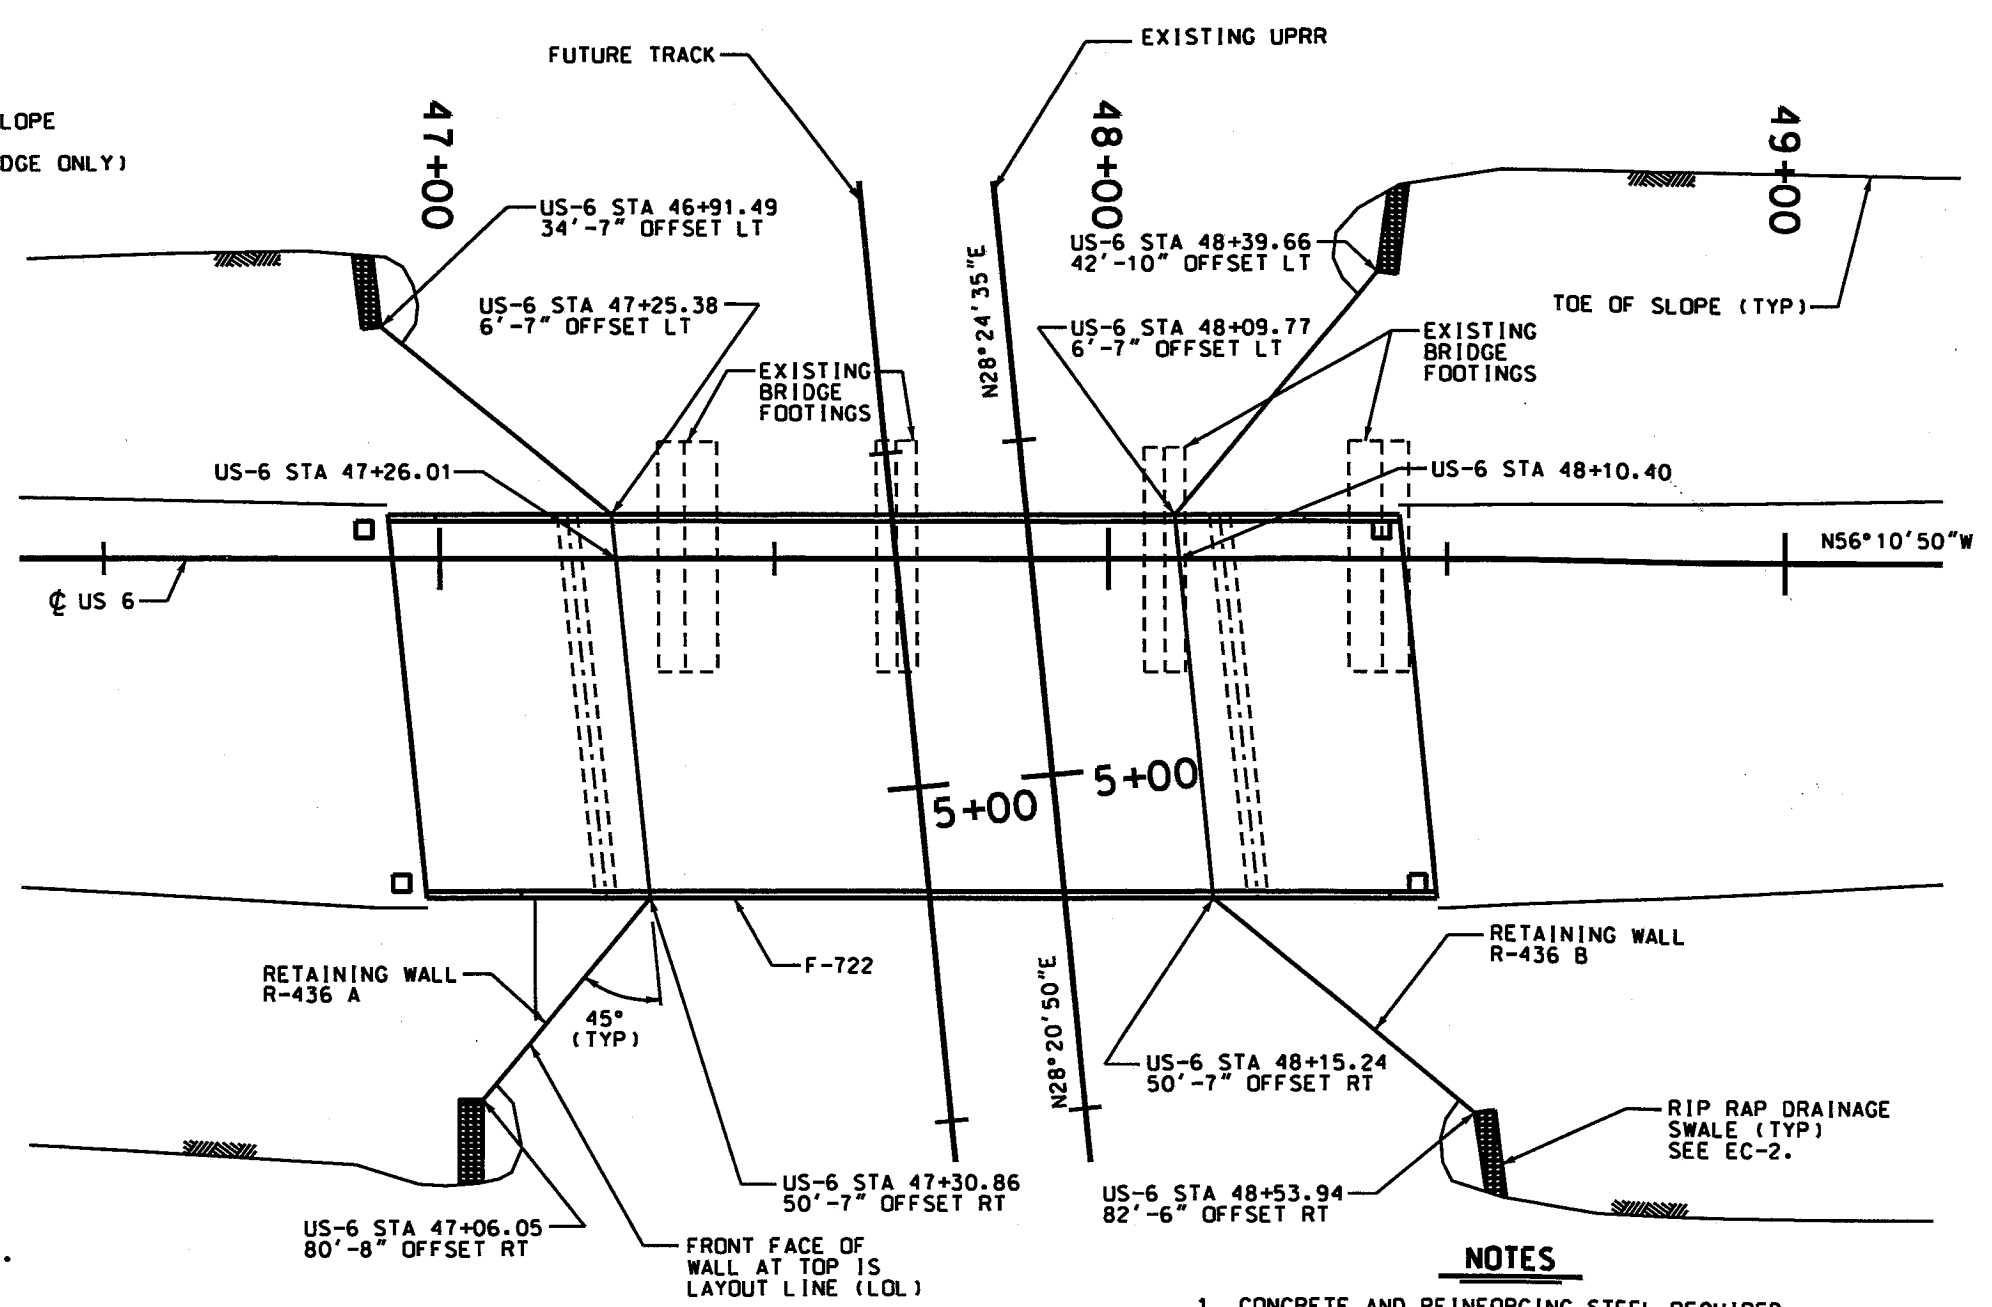 FUTURE TRACK
EXISTING UPRR
LOPE
DGE ONLY)
47+00
48+00
49+00
US-6 STA 46+91.49
34'-7" OFFSET LT
US-6 STA 48+39.66
42'-10" OFFSET LT
N28°24'35"E
TOE OF SLOPE (TYP)
US-6 STA 47+25.38
6'-7" OFFSET LT
US-6 STA 48+09.77
6'-7" OFFSET LT
EXISTING
BRIDGE
FOOTINGS
EXISTING
BRIDGE
FOOTINGS
US-6 STA 47+26.01
US-6 STA 48+10.40
N56°10'50"W
℄ US 6
5+00
5+00
RETAINING WALL
R-436 A
F-722
RETAINING WALL
R-436 B
45°
(TYP)
N28°20'50"E
US-6 STA 48+15.24
50'-7" OFFSET RT
RIP RAP DRAINAGE
SWALE (TYP)
SEE EC-2.
US-6 STA 47+30.86
50'-7" OFFSET RT
US-6 STA 48+53.94
82'-6" OFFSET RT
US-6 STA 47+06.05
80'-8" OFFSET RT
FRONT FACE OF
WALL AT TOP IS
LAYOUT LINE (LOL)
NOTES
1. CONCRETE AND REINFORCING STEEL REQUIRED